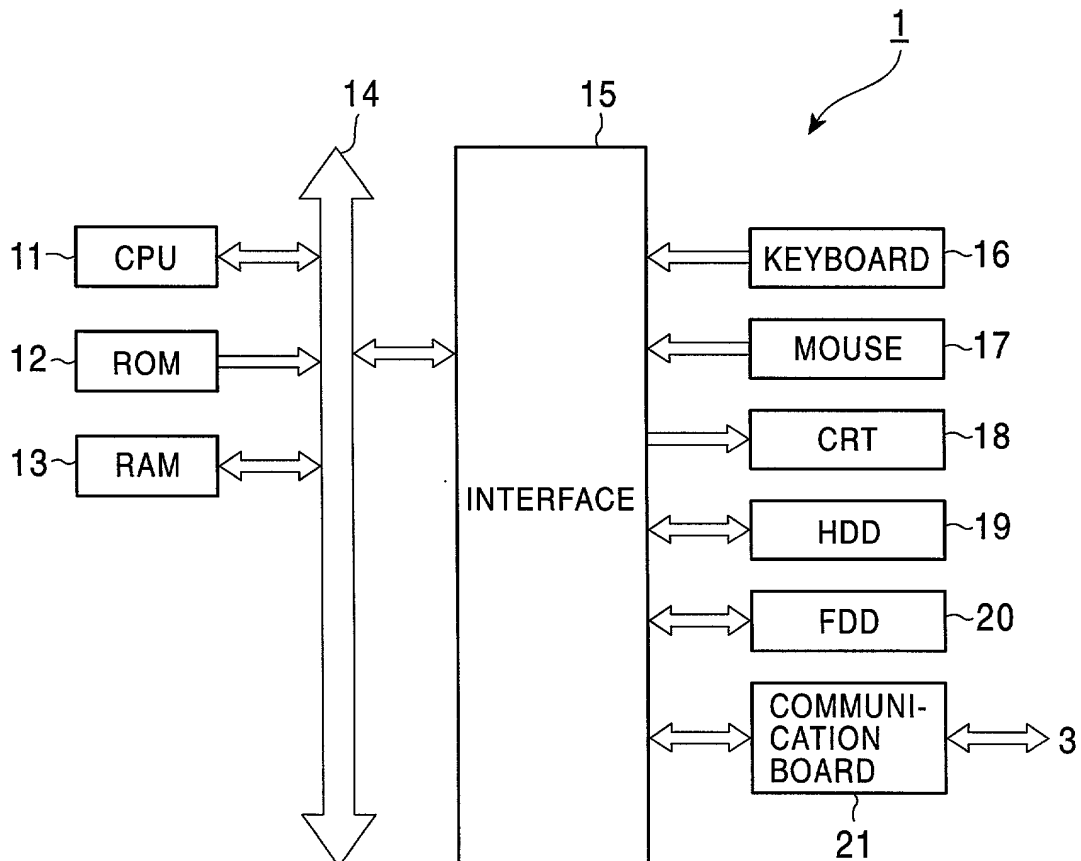 1
14
15
11
CPU
KEYBOARD
16
12
ROM
MOUSE
17
13
RAM
CRT
18
INTERFACE
HDD
19
FDD
20
COMMUNI-
CATION
BOARD
3
21